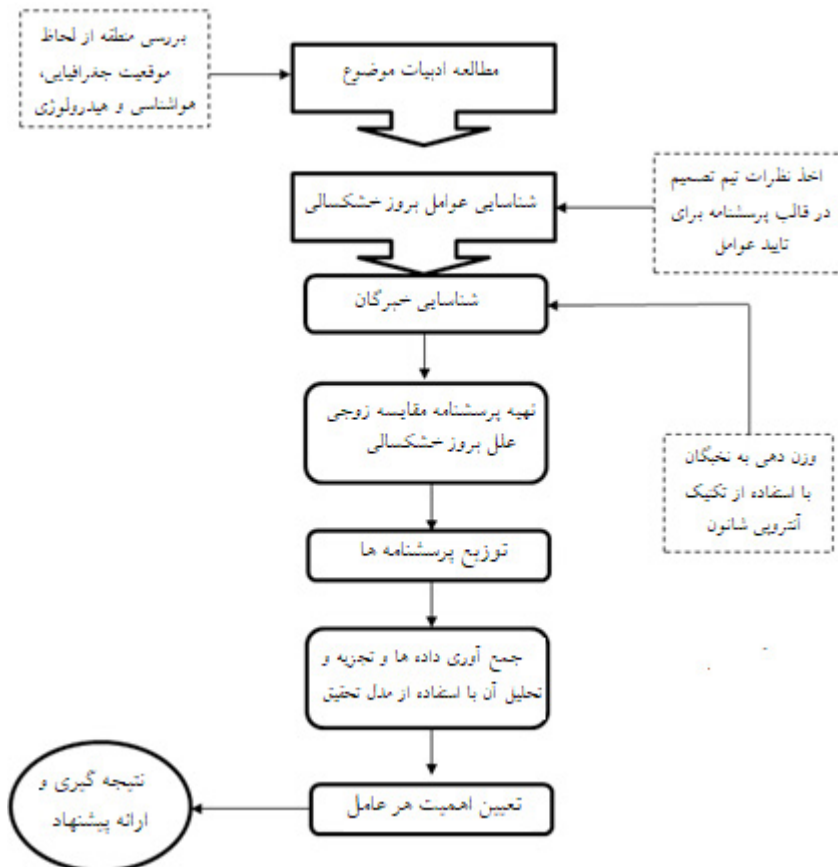 بررسی منطقه از لحاظ
موقعیت جغرافیایی،
هواشناسی و هیدرولوژی
مطالعه ادبیات موضوع
شناسایی عوامل بروز خشکسالی
اخذ نظرات تیم تصمیم
در قالب پرسشنامه برای
تایید عوامل
شناسایی خبرگان
تهیه پرسشنامه مقایسه زوجی
علل بروز خشکسالی
وزن دهی به نخبگان
با استفاده از تکنیک
آنتروپی شانون
توزیع پرسشنامه ها
جمع آوری داده ها و تجزیه و
تحلیل آن با استفاده از مدل تحقیق
تعیین اهمیت هر عامل
نتیجه گیری و
ارائه پیشنهاد